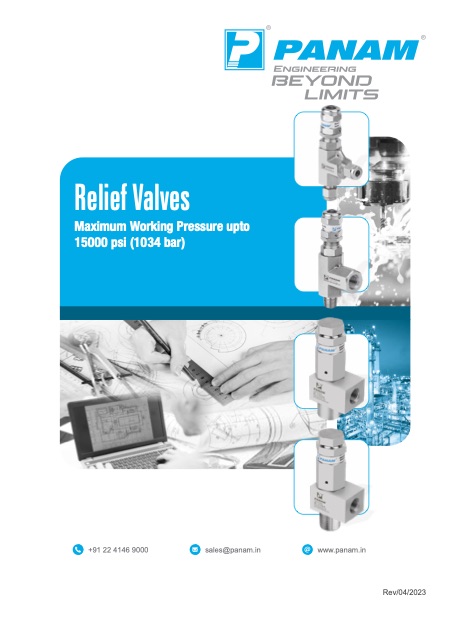 ®
PANAM®
ENGINEERING
BEYOND
LIMITS
Relief Valves
Maximum Working Pressure upto
15000 psi (1034 bar)
+91 22 4146 9000
sales@panam.in
www.panam.in
Rev/04/2023